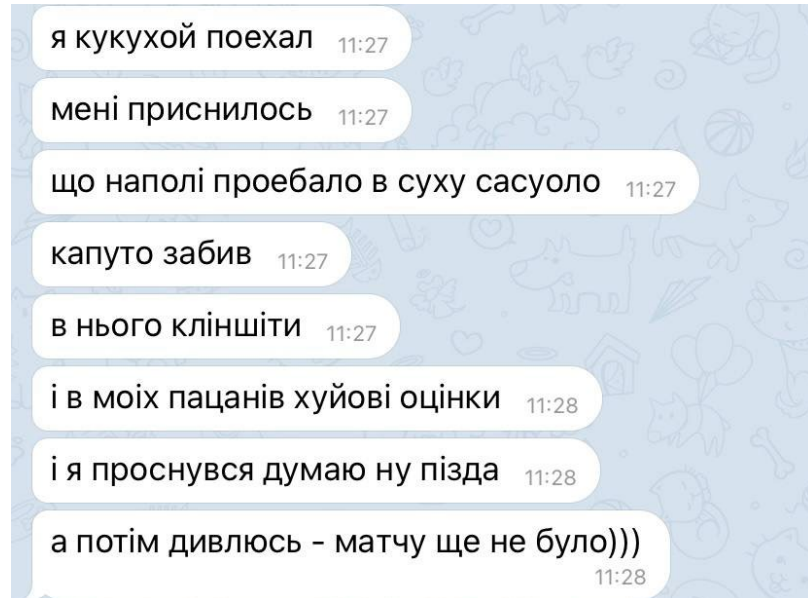 я кукухой поехал 11:27
мені приснилось 11:27
що наполі проебало в суху сасуоло 11:27
капуто забив 11:27
в нього кліншіти 11:27
і в моіх пацанів хуйові оцінки 11:28
і я проснувся думаю ну пізда 11:28
а потім дивлюсь - матчу ще не було)))
11:28